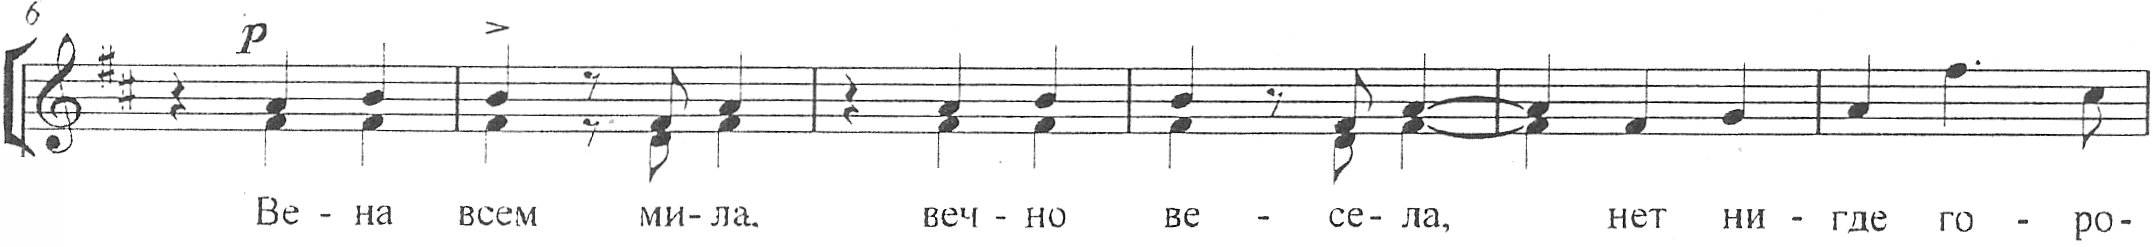 6
p
Ве - на всем ми- ла. веч - но ве - се- ла, нет ни - где го - ро-